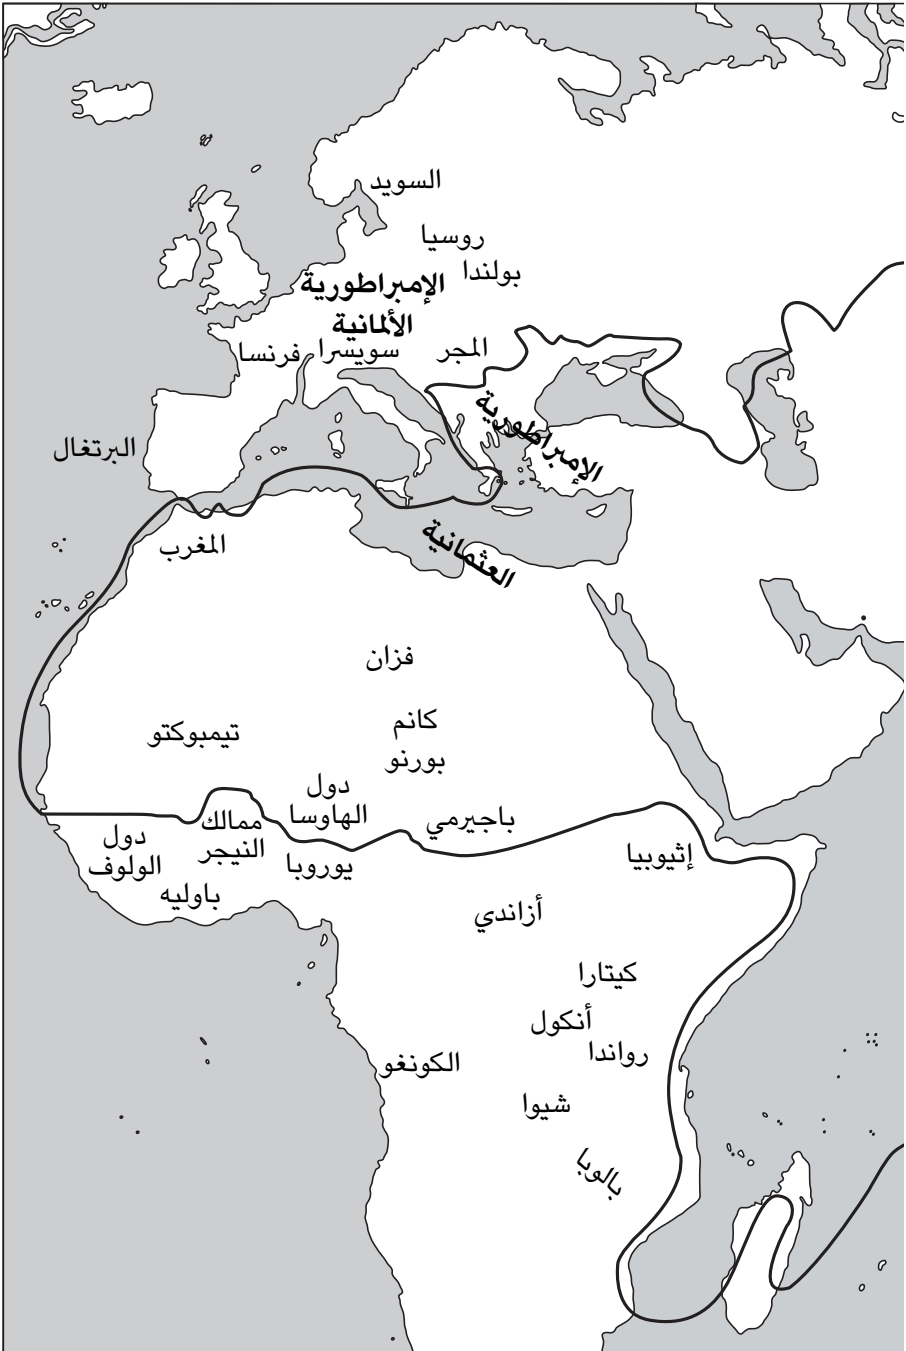 السويد
روسيا
بولندا
الإمبراطورية
الألمانية
المجر
سويسرا
فرنسا
الإمبراطورية
البرتغال
العثمانية
المغرب
فزان
كانم
بورنو
تيمبوكتو
دول
الهاوسا
باجيرمي
ممالك
النيجر
دول
الولوف
يوروبا
إثيوبيا
باوليه
أزاندي
كيتارا
أنكول
رواندا
الكونغو
شيوا
بالوبا